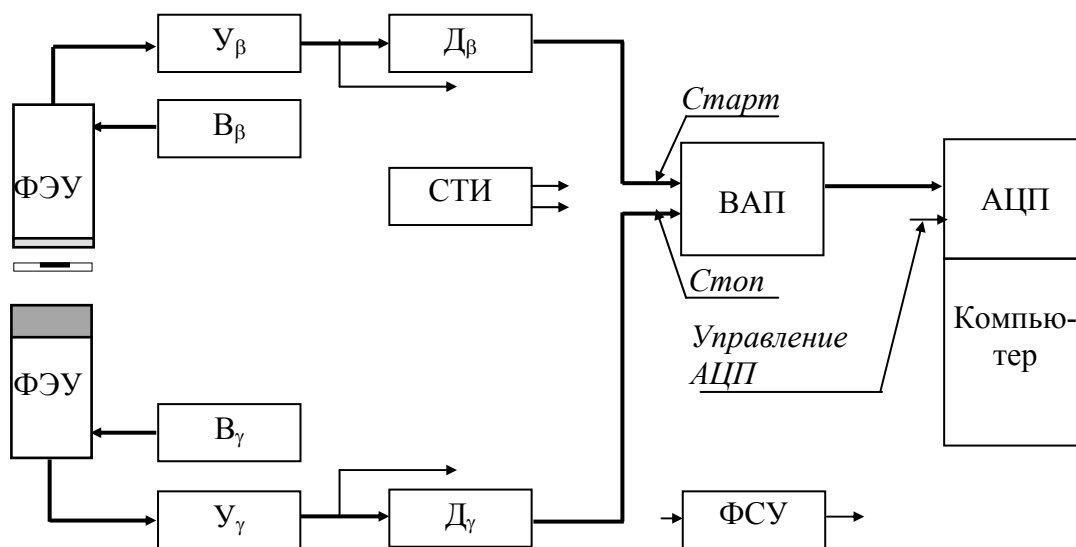 Уβ
Дβ
Старт
Вβ
ФЭУ
СТИ
ВАП
АЦП
Стоп
Компью-
тер
Управление
АЦП
ФЭУ
Вγ
Уγ
Дγ
ФСУ